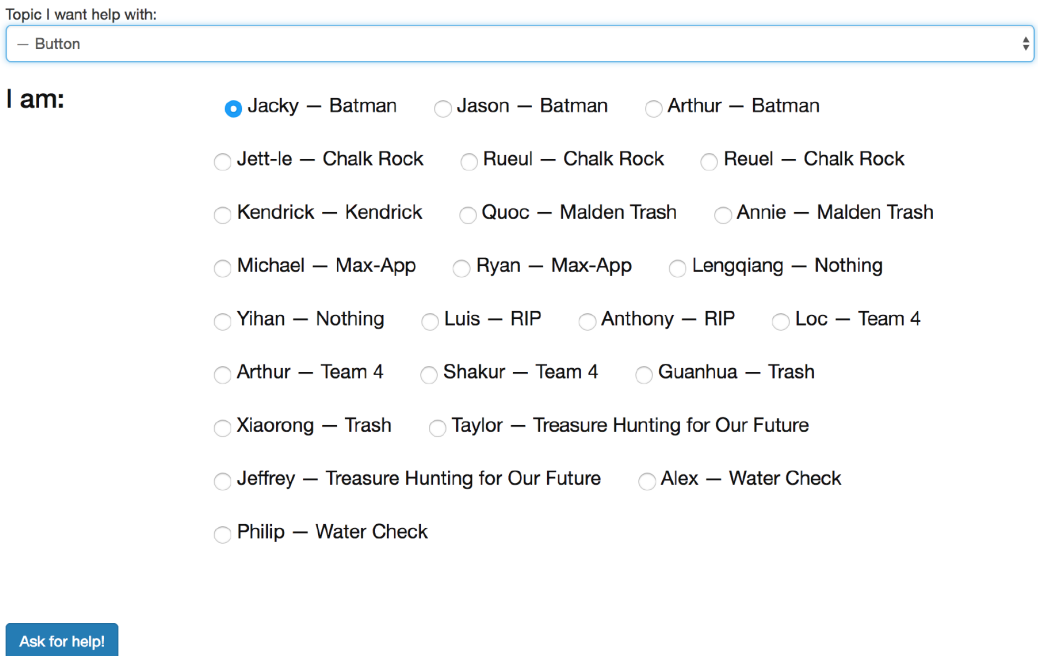 Topic I want help with:
— Button
I am:
Jacky — Batman Jason — Batman Arthur — Batman
Jett-le — Chalk Rock Rueul — Chalk Rock Reuel — Chalk Rock
Kendrick — Kendrick Quoc — Malden Trash Annie — Malden Trash
Michael — Max-App Ryan — Max-App Lengqiang — Nothing
Yihan — Nothing Luis — RIP Anthony — RIP Loc — Team 4
Arthur — Team 4 Shakur — Team 4 Guanhua — Trash
Xiaorong — Trash Taylor — Treasure Hunting for Our Future
Jeffrey — Treasure Hunting for Our Future Alex — Water Check
Philip — Water Check
Ask for help!